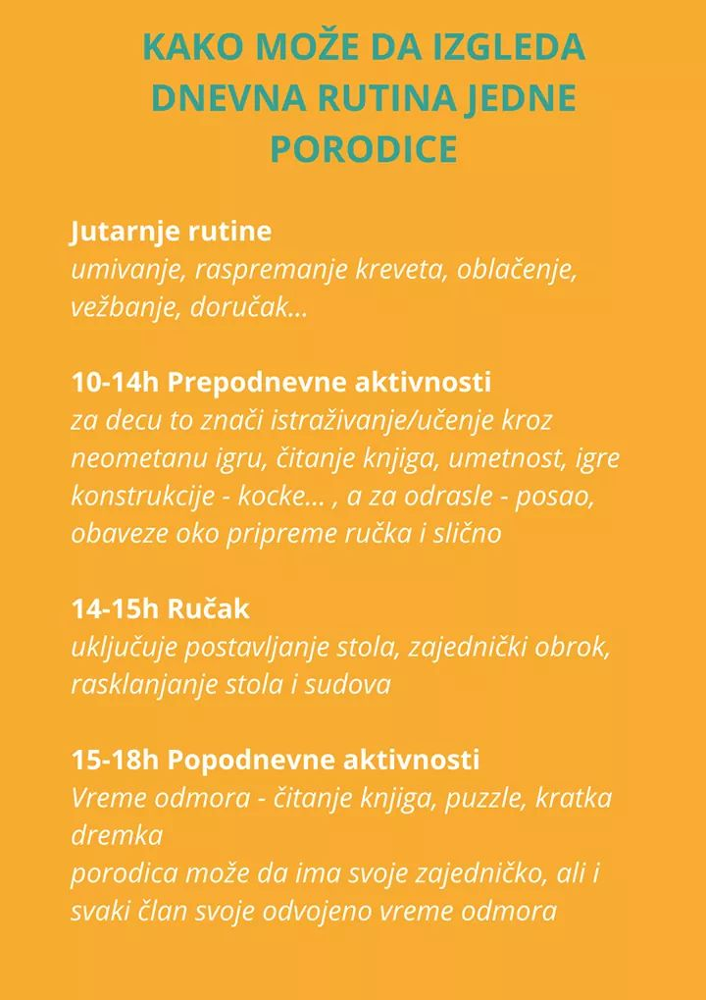 KAKO MOŽE DA IZGLEDA
DNEVNA RUTINA JEDNE
PORODICE
Jutarnje rutine
umivanje, raspremanje kreveta, oblačenje,
vežbanje, doručak...
10-14h Prepodnevne aktivnosti
za decu to znači istraživanje/učenje kroz
neometanu igru, čitanje knjiga, umetnost, igre
konstrukcije - kocke... , a za odrasle - posao,
obaveze oko pripreme ručka i slično
14-15h Ručak
uključuje postavljanje stola, zajednički obrok,
rasklanjanje stola i sudova
15-18h Popodnevne aktivnosti
Vreme odmora - čitanje knjiga, puzzle, kratka
dremka
porodica može da ima svoje zajedničko, ali i
svaki član svoje odvojeno vreme odmora